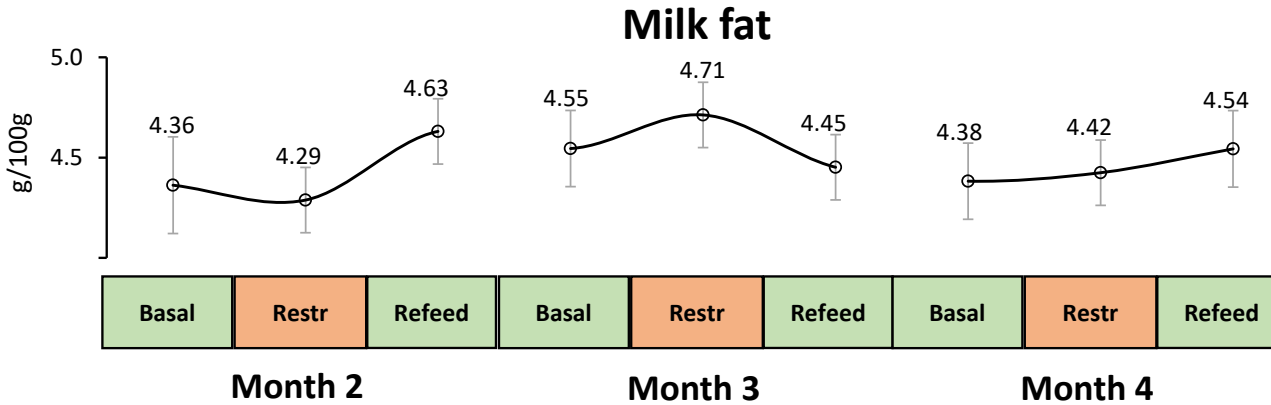 Milk fat
5.0
4.5
g/100g
4.36
4.29
4.63
4.55
4.71
4.45
4.38
4.42
4.54
Basal Restr Refeed Basal Restr Refeed Basal Restr Refeed
Month 2 Month 3 Month 4